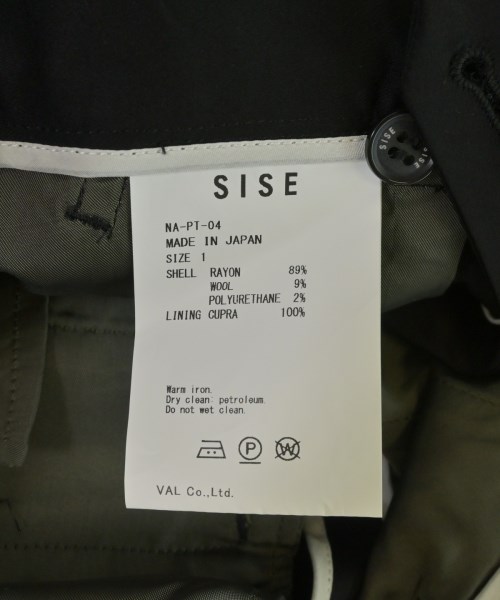 SISE
SISE
NA-PT-04
MADE IN JAPAN
SIZE 1
SHELL RAYON 89%
WOOL 9%
POLYURETHANE 2%
LINING CUPRA 100%
Warm iron.
Dry clean: petroleum.
Do not wet clean.
P W
VAL Co.,Ltd.